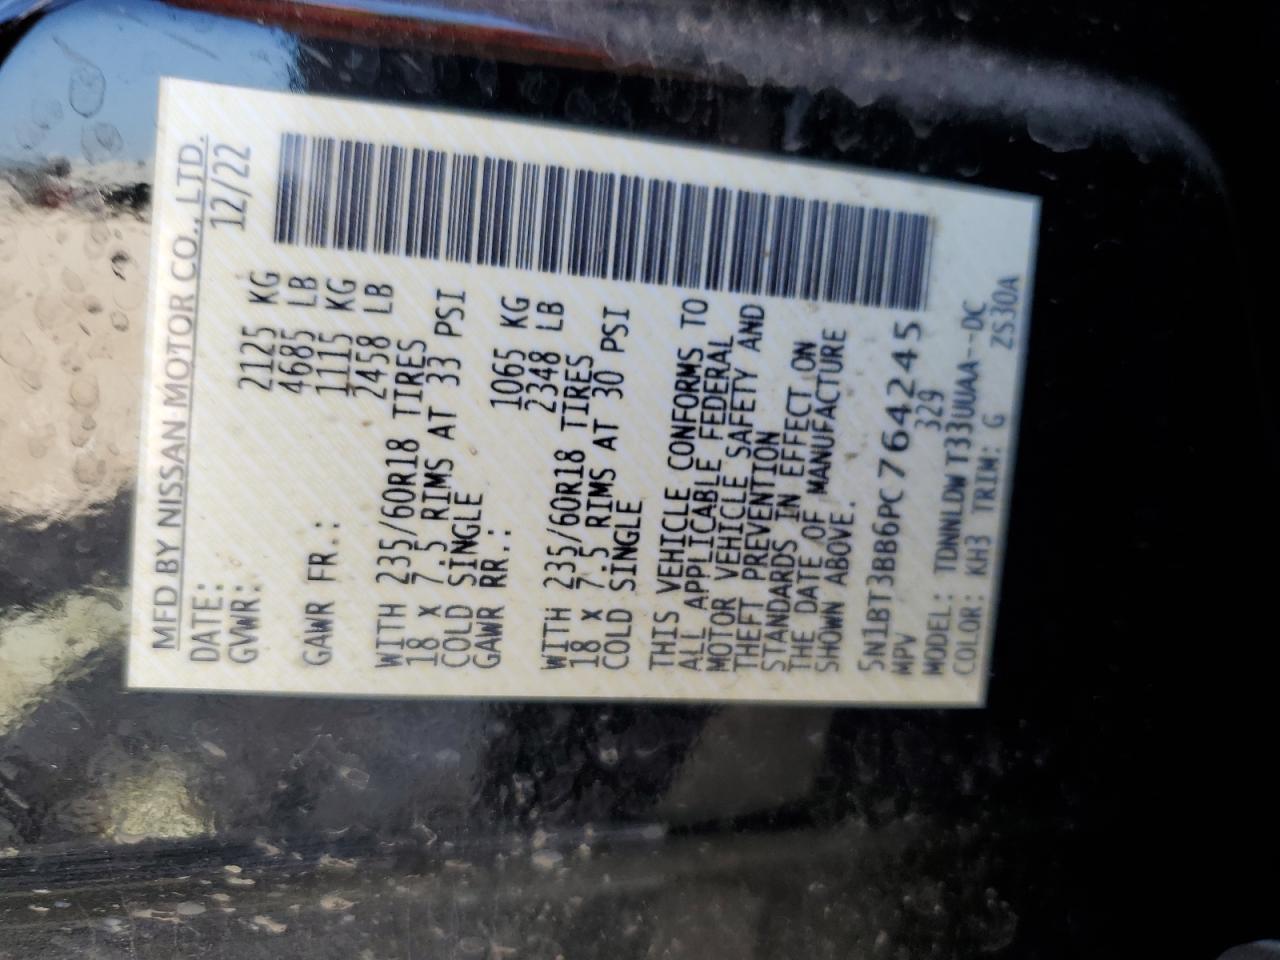 MFD BY NISSAN MOTOR CO., LTD.
DATE: 12/22
GVWR: 2125 KG
4685 LB
GAWR FR.: 1115 KG
2458 LB
WITH 235/60R18 TIRES
18 x 7.5 RIMS AT 33 PSI
COLD SINGLE
GAWR RR.: 1065 KG
2348 LB
WITH 235/60R18 TIRES
18 x 7.5 RIMS AT 30 PSI
COLD SINGLE
THIS VEHICLE CONFORMS TO
ALL APPLICABLE FEDERAL
MOTOR VEHICLE SAFETY AND
THEFT PREVENTION
STANDARDS IN EFFECT ON
THE DATE OF MANUFACTURE
SHOWN ABOVE.
5N1BT3BB6PC764245
MPV 329
MODEL: TDNNLDWT33UUAA--DC
COLOR: KH3 TRIM: G ZS30A